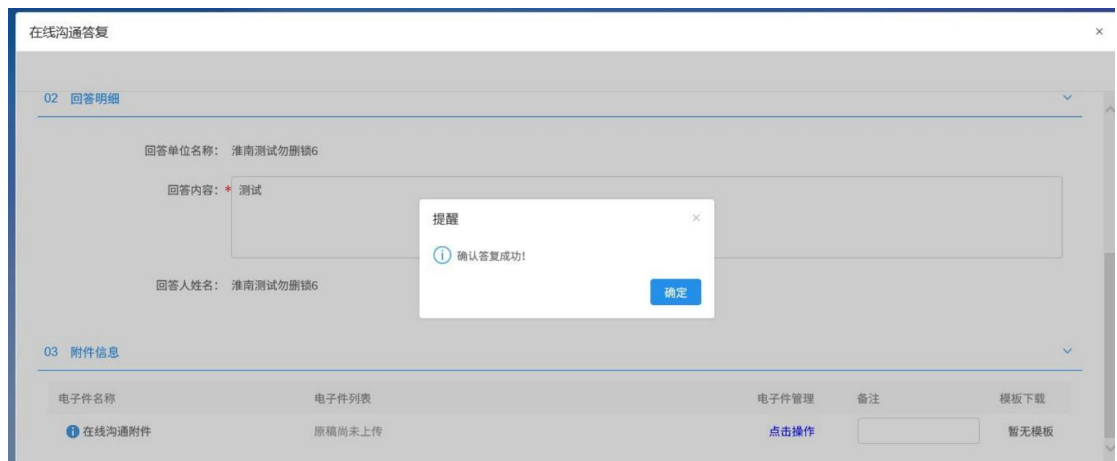 在线沟通答复
02 回答明细
回答单位名称： 淮南测试勿删锁6
回答内容：* 测试
提醒
确认答复成功!
确定
回答人姓名： 淮南测试勿删锁6
03 附件信息
电子件名称 电子件列表 电子件管理 备注 模板下载
在线沟通附件 原稿尚未上传 点击操作 暂无模板